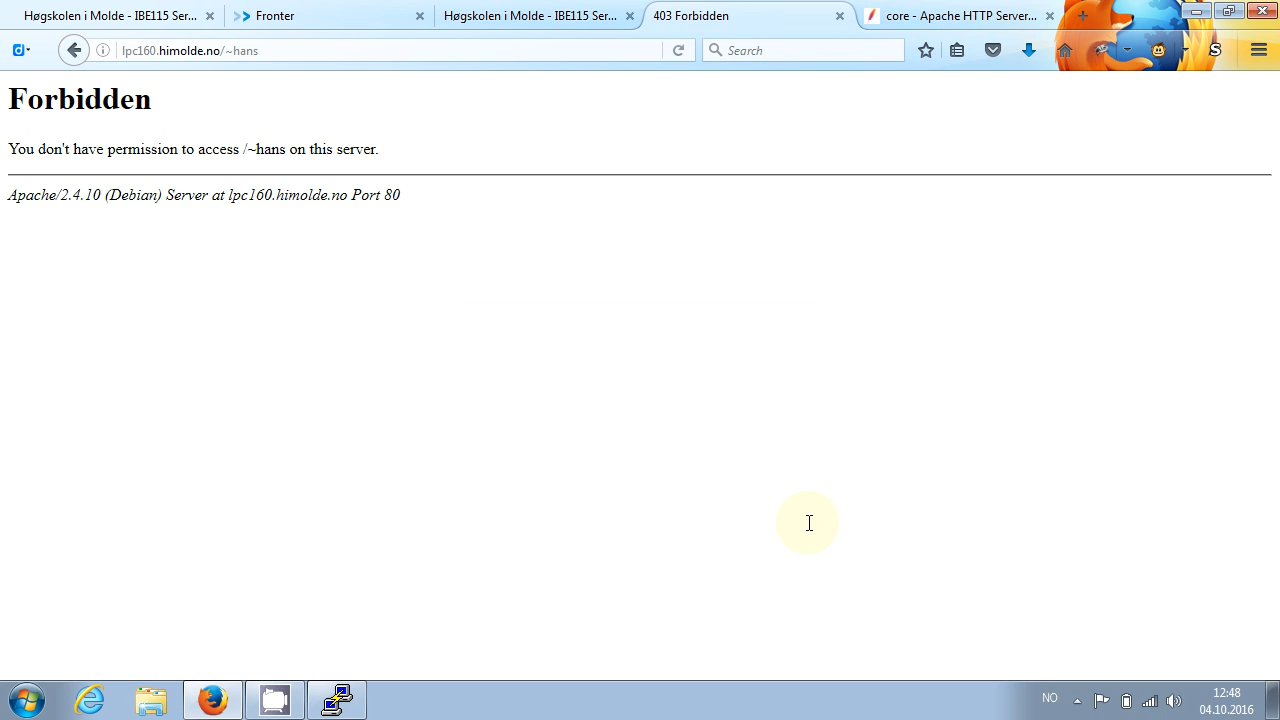 Høgskolen i Molde - IBE115 Ser...
Fronter
Høgskolen i Molde - IBE115 Ser...
403 Forbidden
core - Apache HTTP Server...
lpc160.himolde.no/~hans
Search
Forbidden
You don't have permission to access /~hans on this server.
Apache/2.4.10 (Debian) Server at lpc160.himolde.no Port 80
NO
12:48
04.10.2016